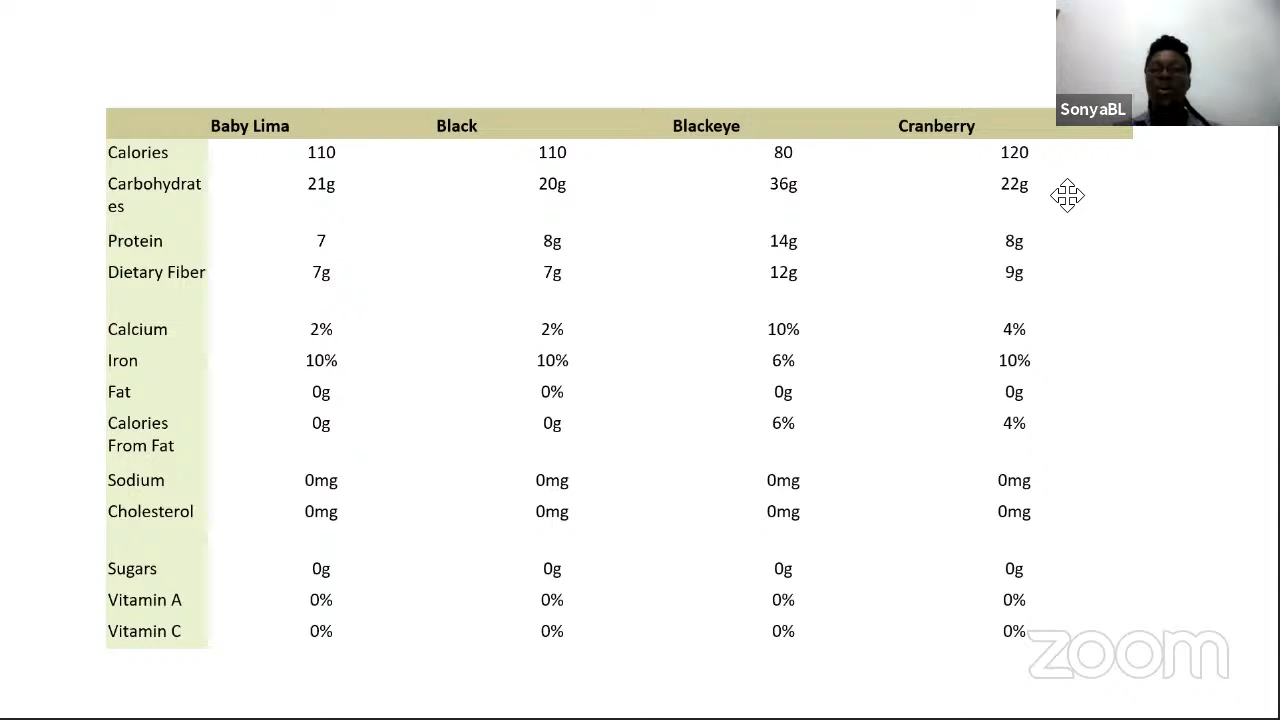 SonyaBL
Baby Lima Black Blackeye Cranberry
Calories 110 110 80 120
Carbohydrat 21g 20g 36g 22g
es
Protein 7 8g 14g 8g
Dietary Fiber 7g 7g 12g 9g
Calcium 2% 2% 10% 4%
Iron 10% 10% 6% 10%
Fat 0g 0% 0g 0g
Calories 0g 0g 6% 4%
From Fat
Sodium 0mg 0mg 0mg 0mg
Cholesterol 0mg 0mg 0mg 0mg
Sugars 0g 0g 0g 0g
Vitamin A 0% 0% 0% 0%
Vitamin C 0% 0% 0% 0%
zoom